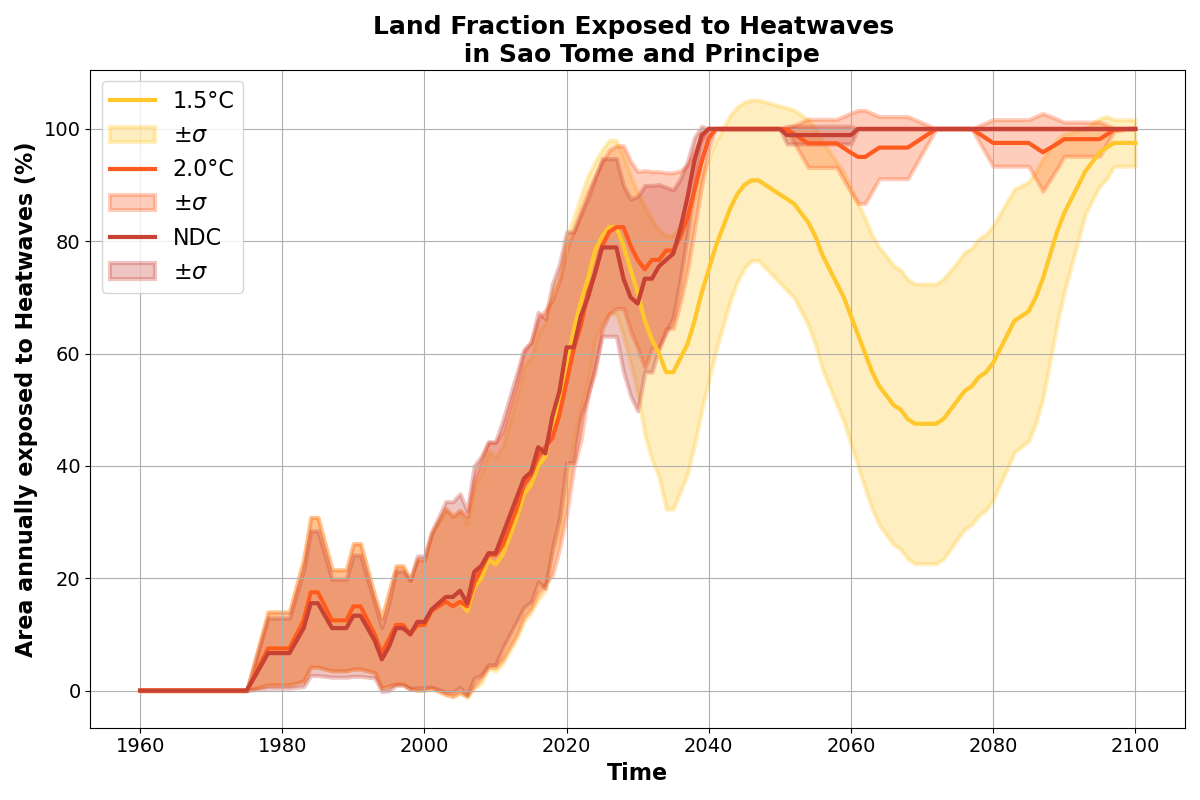 Land Fraction Exposed to Heatwaves
in Sao Tome and Principe
1.5°C
±σ
2.0°C
±σ
NDC
±σ
Area annually exposed to Heatwaves (%)
100
80
60
40
20
0
1960 1980 2000 2020 2040 2060 2080 2100
Time